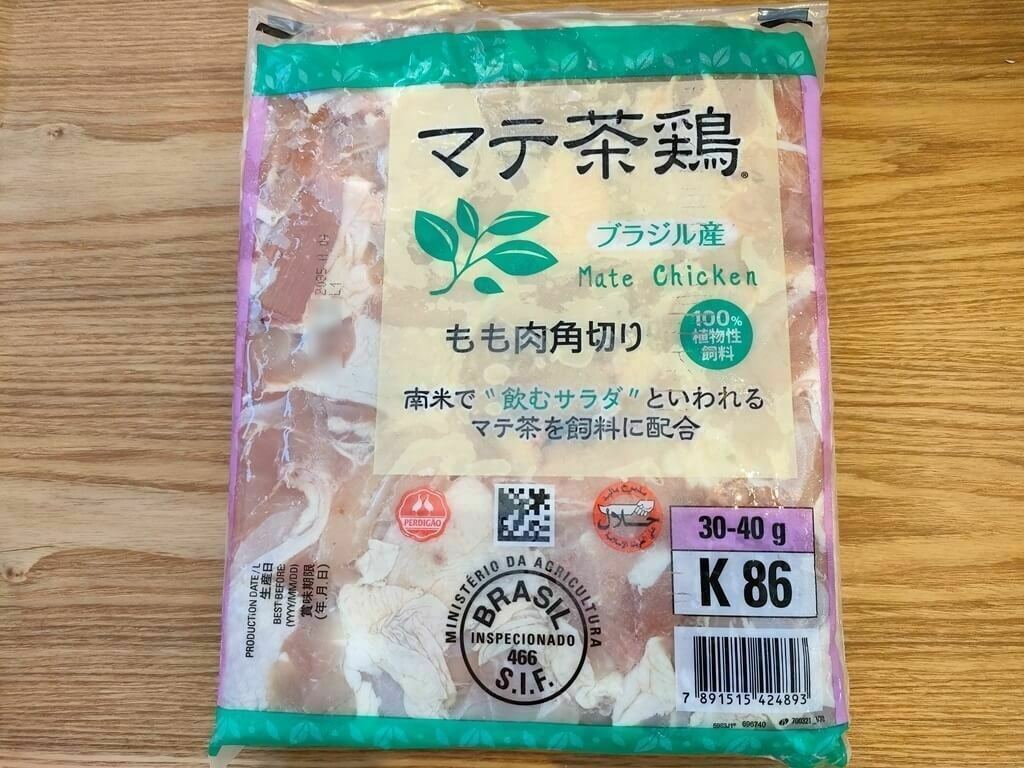 マテ茶鶏®
ブラジル産
Mate Chicken
もも肉角切り
100%
植物性
飼料
南米で"飲むサラダ"といわれる
マテ茶を飼料に配合
PERDIGÃO
حلال
30-40 g
K 86
MINISTÉRIO DA AGRICULTURA
BRASIL
INSPECIONADO
466
S.I.F.
7 891515 424893
696740
PRODUCTION DATE/L
生産日
BEST BEFORE:
(YYYY/MM/DD)
賞味期限
(年.月.日)
L1